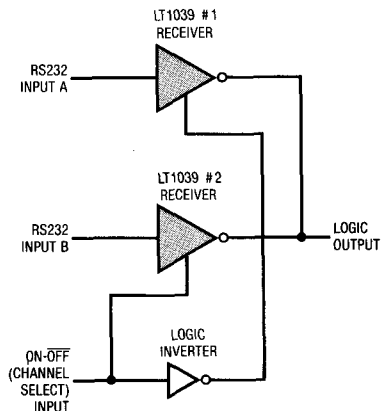 LT1039 #1
RECEIVER
RS232
INPUT A
LT1039 #2
RECEIVER
RS232
INPUT B
LOGIC
OUTPUT
LOGIC
INVERTER
ON-OFF
(CHANNEL
SELECT)
INPUT